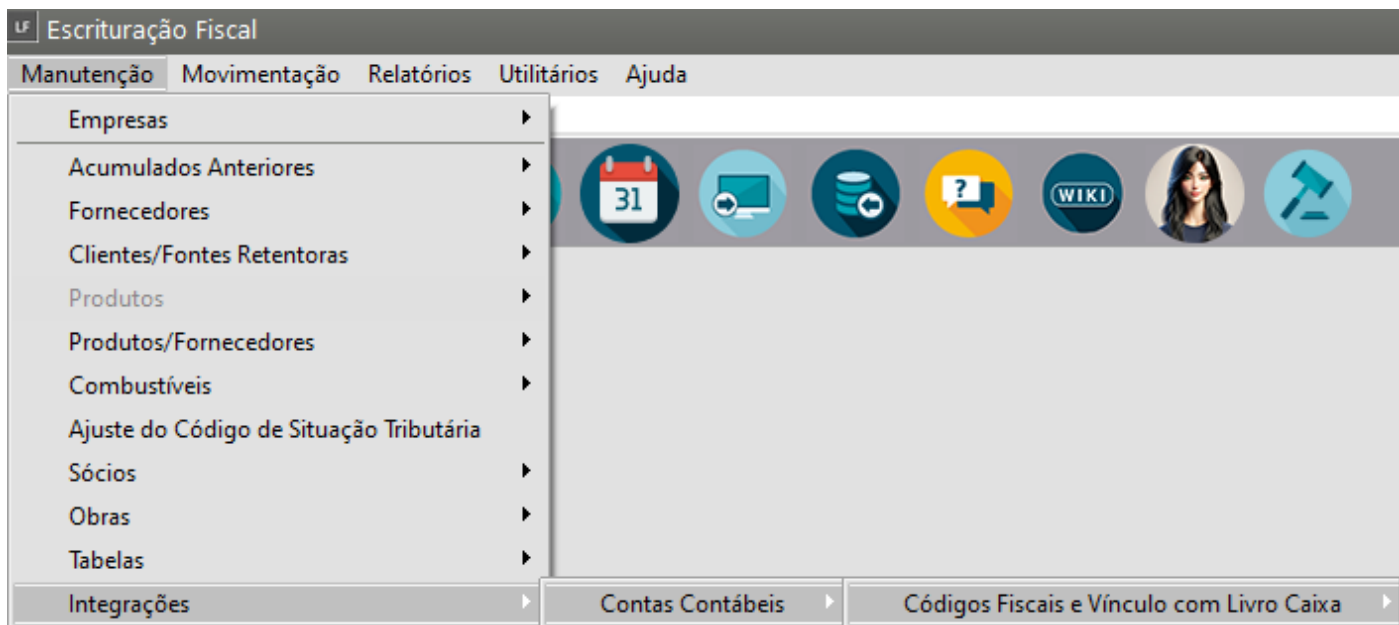 LF Escrituração Fiscal
Manutenção Movimentação Relatórios Utilitários Ajuda
Empresas
Acumulados Anteriores
Fornecedores
Clientes/Fontes Retentoras
Produtos
Produtos/Fornecedores
Combustíveis
Ajuste do Código de Situação Tributária
Sócios
Obras
Tabelas
Integrações Contas Contábeis Códigos Fiscais e Vínculo com Livro Caixa
31
?
WIKI